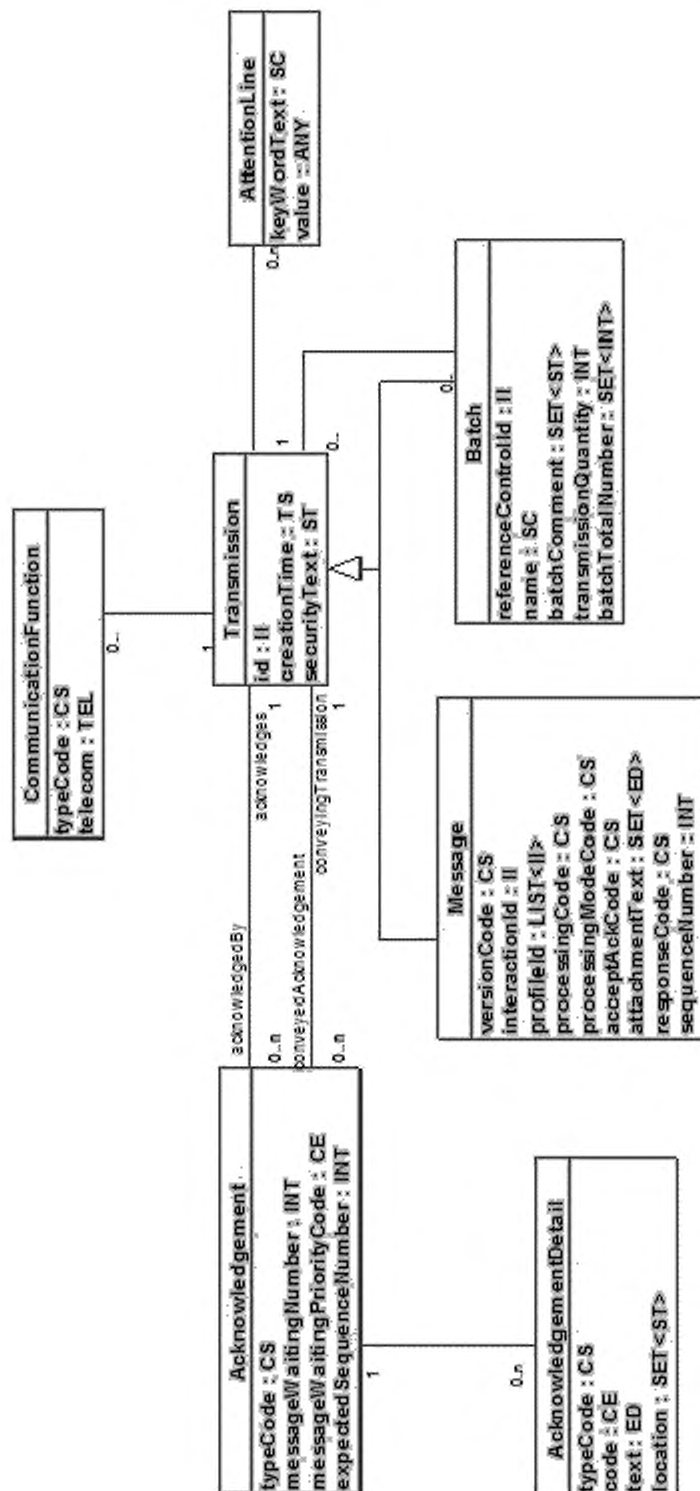 CommunicationFunction
typeCode : CS
telecom : TEL
0..
1
AttentionLine
keyWordText : SC
value : ANY
0..n
1
Transmission
id : II
creationTime : TS
securityText : ST
0..
acknowledges
1
conveyingTransmission
1
acknowledgedBy
0..n
conveyedAcknowledgement
0..n
Acknowledgement
typeCode : CS
messageWaitingNumber : INT
messageWaitingPriorityCode : CE
expectedSequenceNumber : INT
1
0..n
AcknowledgementDetail
typeCode : CS
code : CE
text : ED
location : SET<ST>
Message
versionCode : CS
interactionId : II
profileId : LIST<II>
processingCode : CS
processingModeCode : CS
acceptAckCode : CS
attachmentText : SET<ED>
responseCode : CS
sequenceNumber : INT
0..
Batch
referenceControlId : II
name : SC
batchComment : SET<ST>
transmissionQuantity : INT
batchTotalNumber : SET<INT>